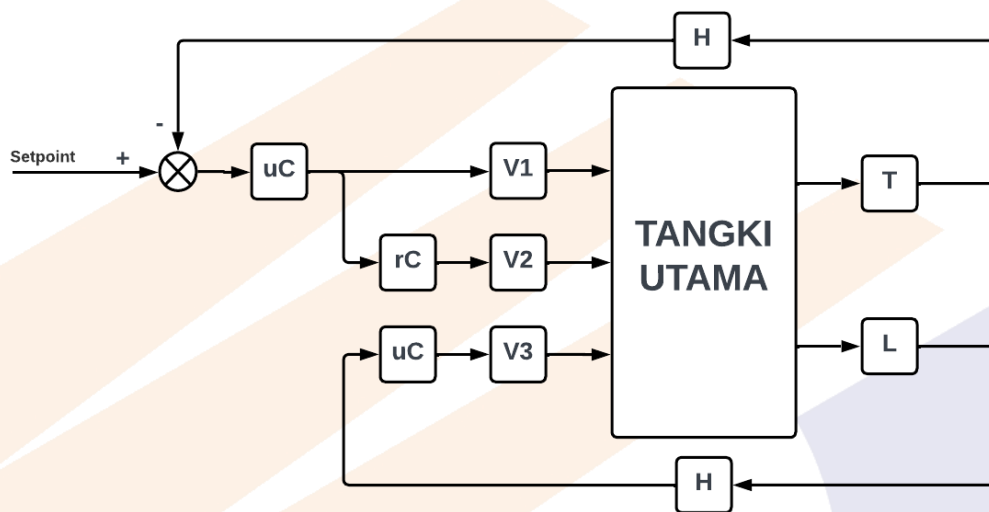 H
-
Setpoint
+
uC
V1
T
rC
V2
TANGKI
UTAMA
uC
V3
L
H